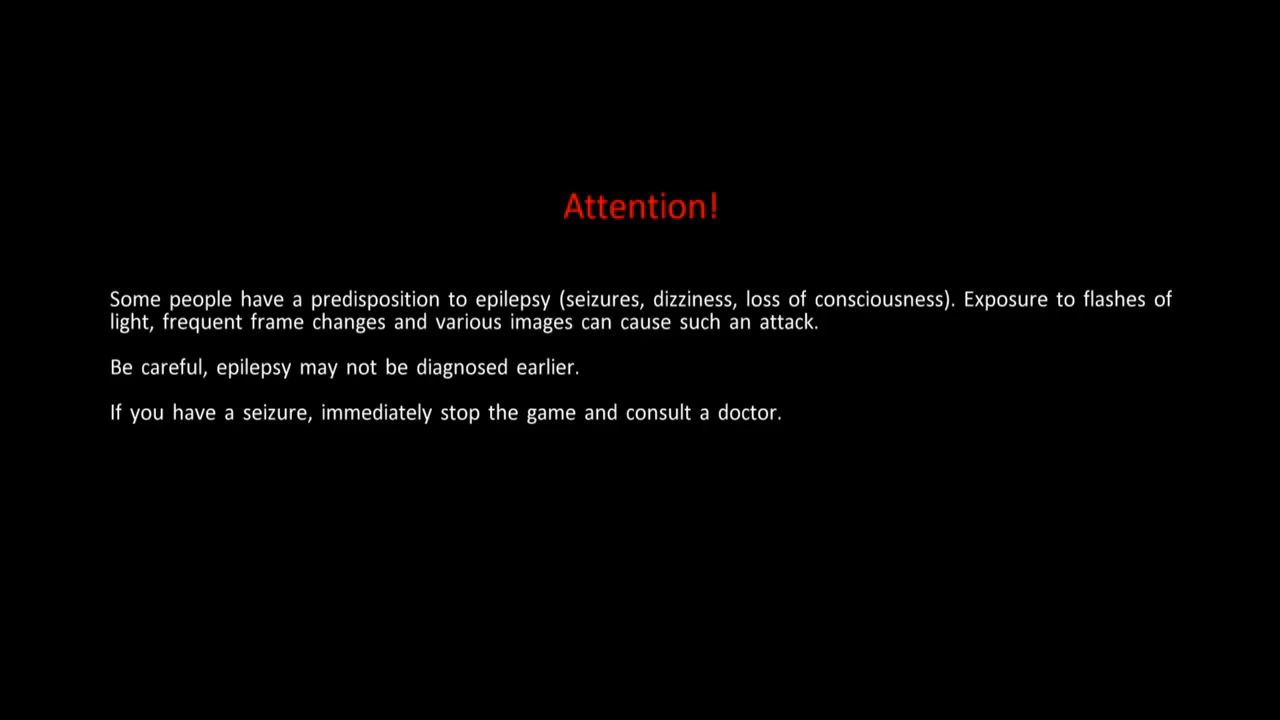 Attention!
Some people have a predisposition to epilepsy (seizures, dizziness, loss of consciousness). Exposure to flashes of
light, frequent frame changes and various images can cause such an attack.
Be careful, epilepsy may not be diagnosed earlier.
If you have a seizure, immediately stop the game and consult a doctor.